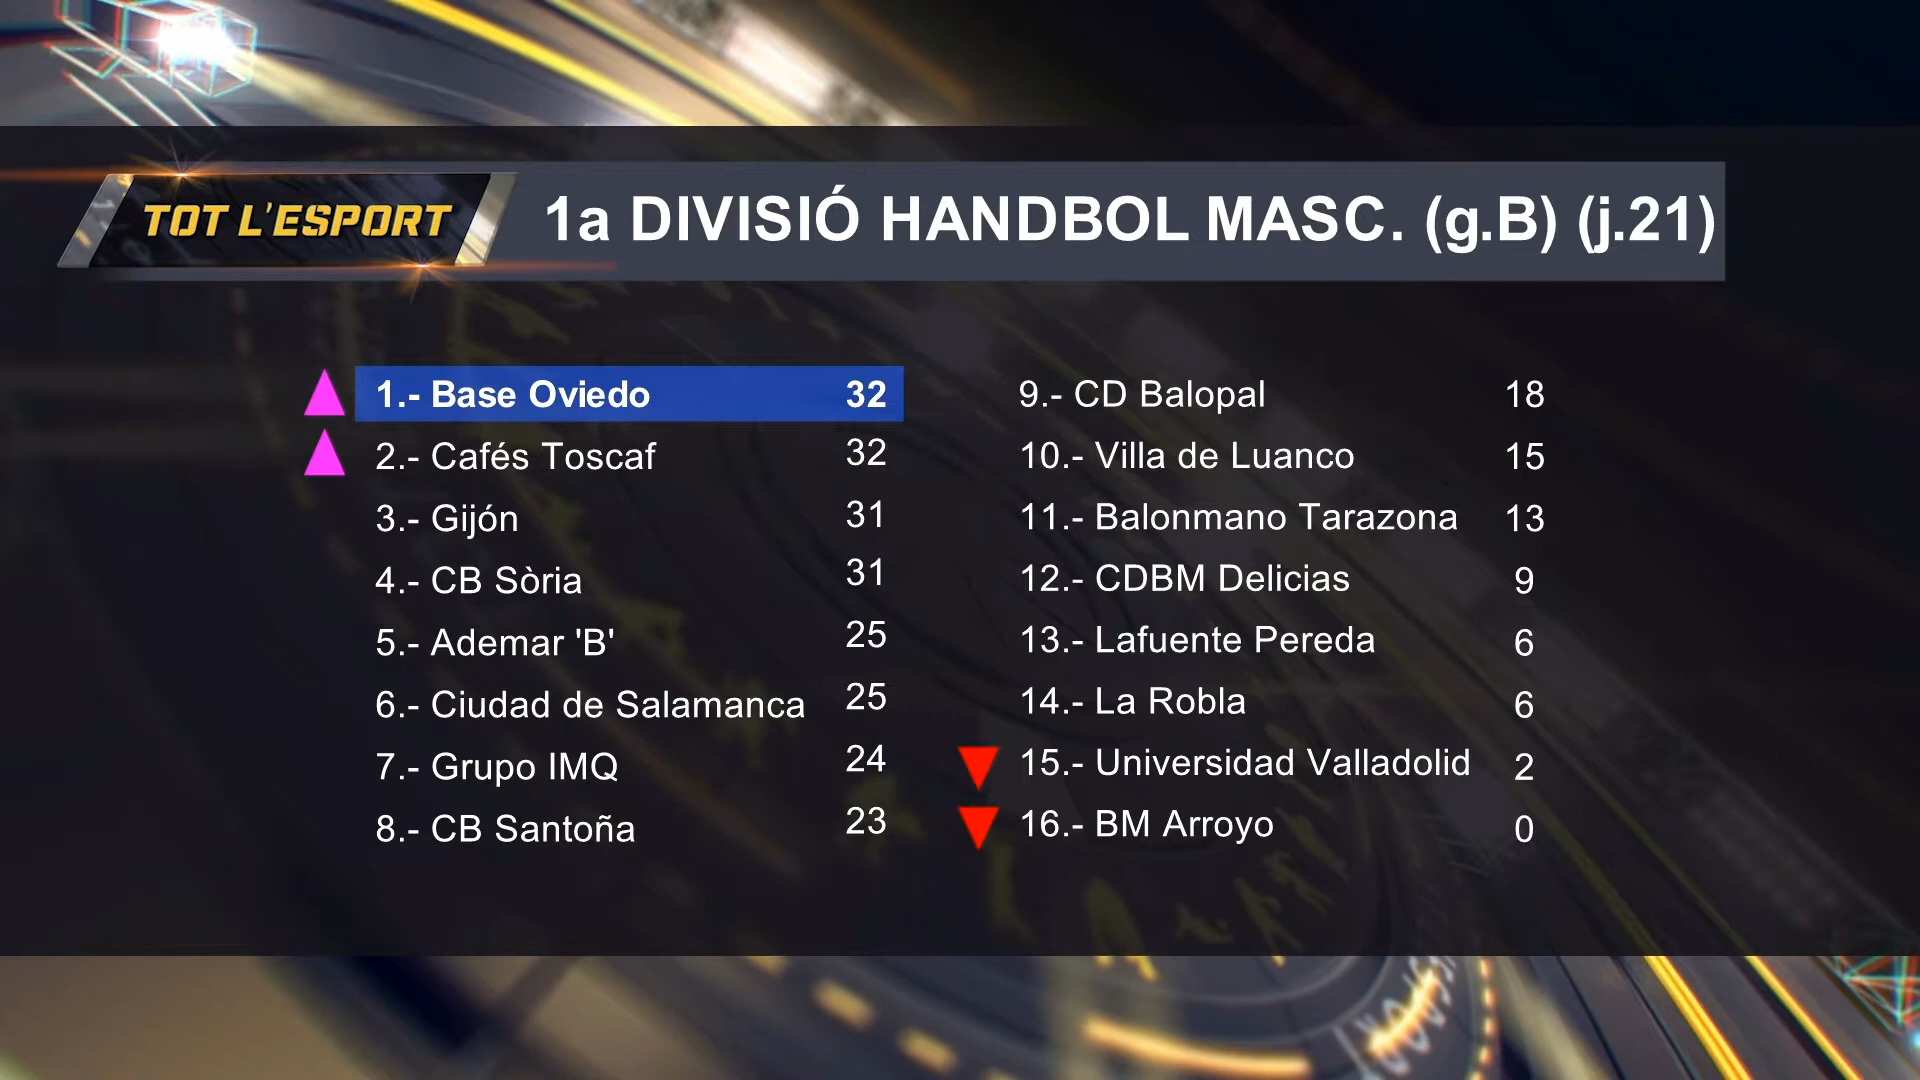 TOT L'ESPORT
1a DIVISIÓ HANDBOL MASC. (g.B) (j.21)
1.- Base Oviedo 32
2.- Cafés Toscaf 32
3.- Gijón 31
4.- CB Sòria 31
5.- Ademar 'B' 25
6.- Ciudad de Salamanca 25
7.- Grupo IMQ 24
8.- CB Santoña 23
9.- CD Balopal 18
10.- Villa de Luanco 15
11.- Balonmano Tarazona 13
12.- CDBM Delicias 9
13.- Lafuente Pereda 6
14.- La Robla 6
15.- Universidad Valladolid 2
16.- BM Arroyo 0